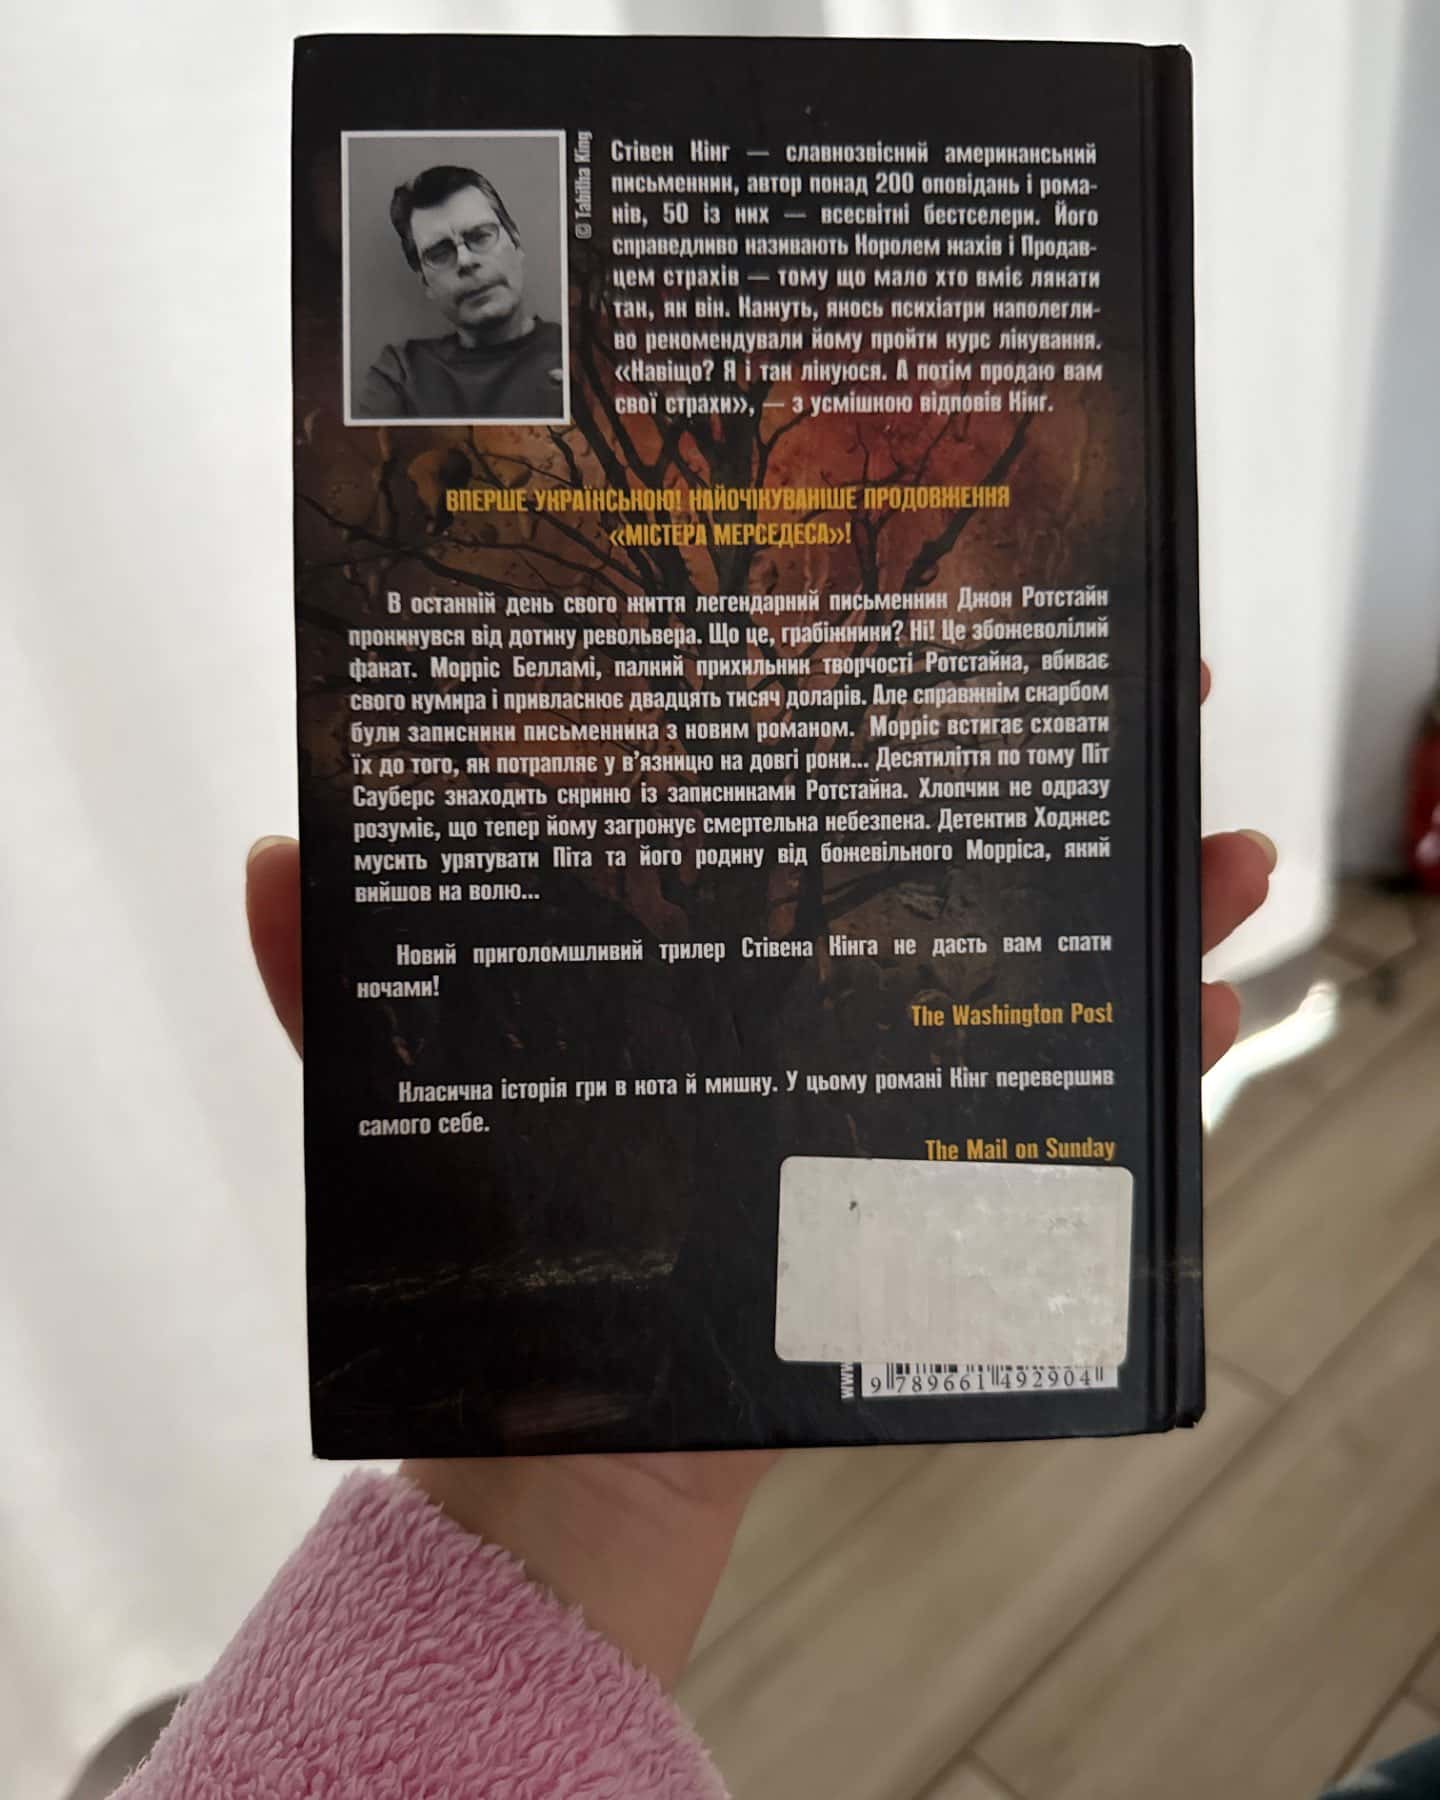 © Tabitha King
Стівен Кінг — славнозвісний американський
письменник, автор понад 200 оповідань і рома-
нів, 50 із них — всесвітні бестселери. Його
справедливо називають Королем жахів і Продав-
цем страхів — тому що мало хто вміє лякати
так, як він. Кажуть, якось психіатри наполегли-
во рекомендували йому пройти курс лікування.
«Навіщо? Я і так лікуюся. А потім продаю вам
свої страхи», — з усмішкою відповів Кінг.
ВПЕРШЕ УКРАЇНСЬКОЮ! НАЙОЧІКУВАНІШЕ ПРОДОВЖЕННЯ
«МІСТЕРА МЕРСЕДЕСА»!
В останній день свого життя легендарний письменник Джон Ротстайн
прокинувся від дотику револьвера. Що це, грабіжники? Ні! Це збожеволілий
фанат. Морріс Белламі, палкий прихильник творчості Ротстайна, вбиває
свого кумира і привласнює двадцять тисяч доларів. Але справжнім скарбом
були записники письменника з новим романом. Морріс встигає сховати
їх до того, як потрапляє у в’язницю на довгі роки... Десятиліття по тому Піт
Сауберс знаходить скриню із записниками Ротстайна. Хлопчик не одразу
розуміє, що тепер йому загрожує смертельна небезпека. Детектив Ходжес
мусить урятувати Піта та його родину від божевільного Морріса, який
вийшов на волю...
Новий приголомшливий трилер Стівена Кінга не дасть вам спати
ночами!
The Washington Post
Класична історія гри в кота й мишку. У цьому романі Кінг перевершив
самого себе.
The Mail on Sunday
www
9 789661 492904